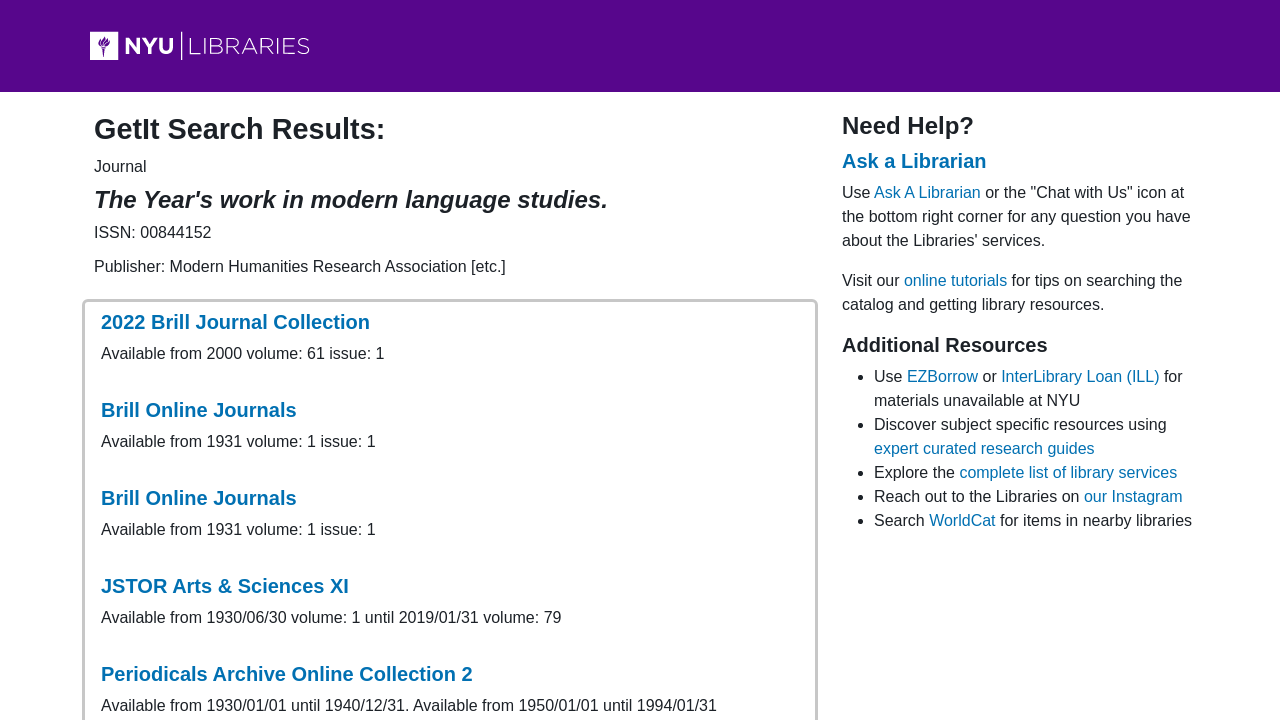 NYU LIBRARIES
GetIt Search Results:
Journal
The Year's work in modern language studies.
ISSN: 00844152
Publisher: Modern Humanities Research Association [etc.]
2022 Brill Journal Collection
Available from 2000 volume: 61 issue: 1
Brill Online Journals
Available from 1931 volume: 1 issue: 1
Brill Online Journals
Available from 1931 volume: 1 issue: 1
JSTOR Arts & Sciences XI
Available from 1930/06/30 volume: 1 until 2019/01/31 volume: 79
Periodicals Archive Online Collection 2
Available from 1930/01/01 until 1940/12/31. Available from 1950/01/01 until 1994/01/31
Need Help?
Ask a Librarian
Use Ask A Librarian or the "Chat with Us" icon at
the bottom right corner for any question you have
about the Libraries' services.
Visit our online tutorials for tips on searching the
catalog and getting library resources.
Additional Resources
• Use EZBorrow or InterLibrary Loan (ILL) for
materials unavailable at NYU
• Discover subject specific resources using
expert curated research guides
• Explore the complete list of library services
• Reach out to the Libraries on our Instagram
• Search WorldCat for items in nearby libraries